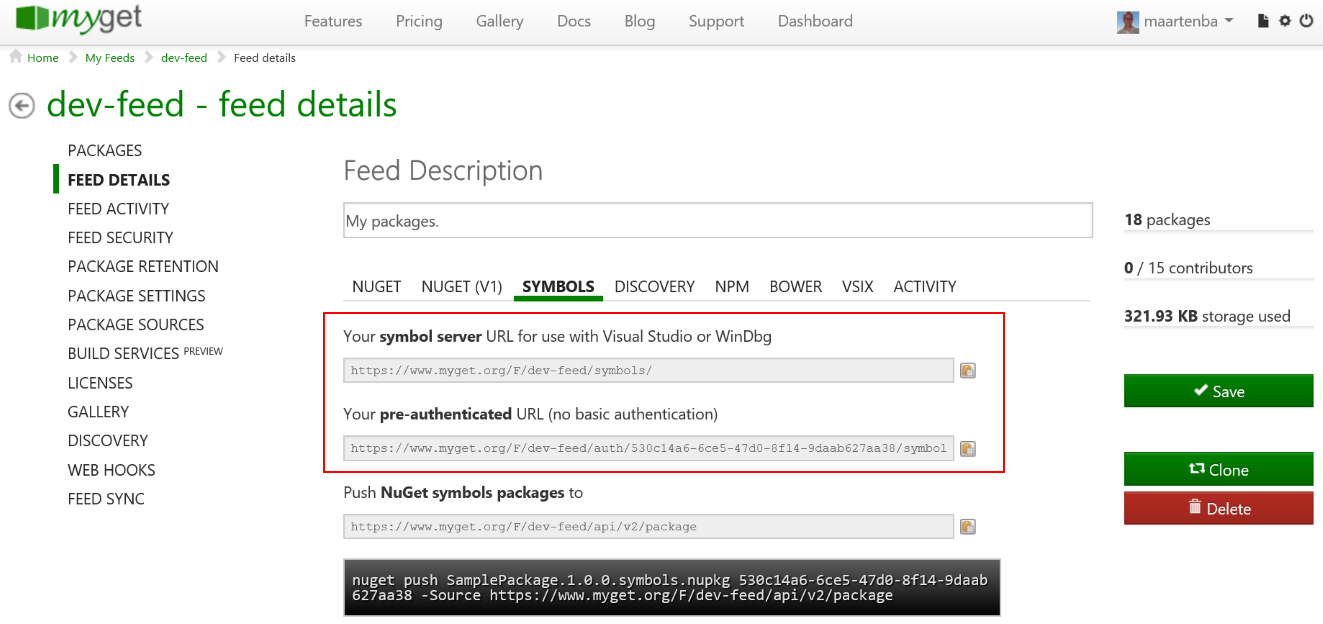 myget
Features Pricing Gallery Docs Blog Support Dashboard maartenba
Home My Feeds dev-feed Feed details
dev-feed - feed details
PACKAGES
FEED DETAILS
FEED ACTIVITY
FEED SECURITY
PACKAGE RETENTION
PACKAGE SETTINGS
PACKAGE SOURCES
BUILD SERVICES PREVIEW
LICENSES
GALLERY
DISCOVERY
WEB HOOKS
FEED SYNC
Feed Description
My packages.
NUGET NUGET (V1) SYMBOLS DISCOVERY NPM BOWER VSIX ACTIVITY
Your symbol server URL for use with Visual Studio or WinDbg
https://www.myget.org/F/dev-feed/symbols/
Your pre-authenticated URL (no basic authentication)
https://www.myget.org/F/dev-feed/auth/530c14a6-6ce5-47d0-8f14-9daab627aa38/symbol
Push NuGet symbols packages to
https://www.myget.org/F/dev-feed/api/v2/package
nuget push SamplePackage.1.0.0.symbols.nupkg 530c14a6-6ce5-47d0-8f14-9daab
627aa38 -Source https://www.myget.org/F/dev-feed/api/v2/package
18 packages
0 / 15 contributors
321.93 KB storage used
Save
Clone
Delete